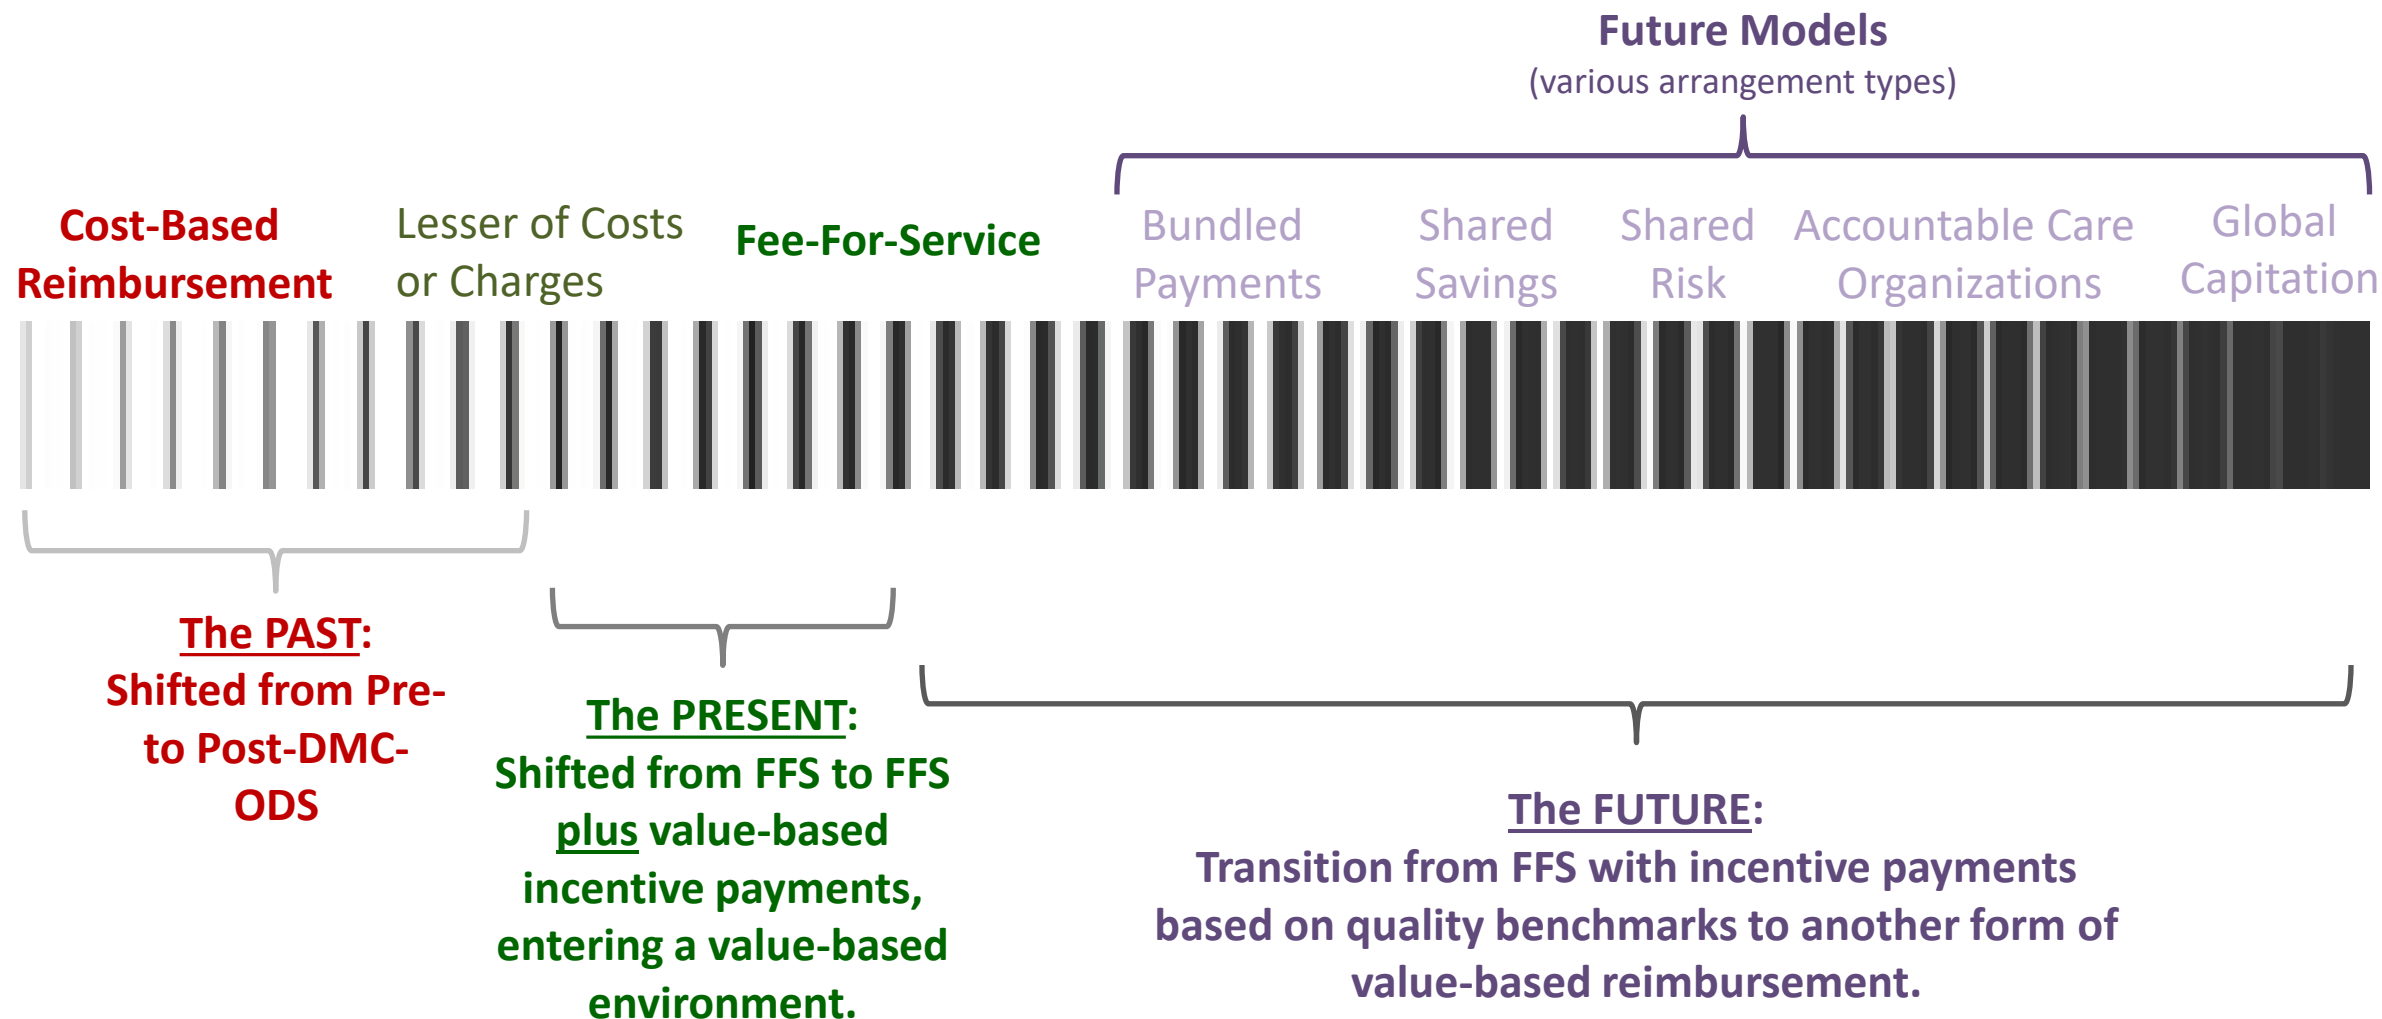 Future Models
(various arrangement types)
Cost-Based
Reimbursement
Lesser of Costs
or Charges
Fee-For-Service
Bundled
Payments
Shared
Savings
Shared
Risk
Accountable Care
Organizations
Global
Capitation
The PAST:
Shifted from Pre-
to Post-DMC-
ODS
The PRESENT:
Shifted from FFS to FFS
plus value-based
incentive payments,
entering a value-based
environment.
The FUTURE:
Transition from FFS with incentive payments
based on quality benchmarks to another form of
value-based reimbursement.